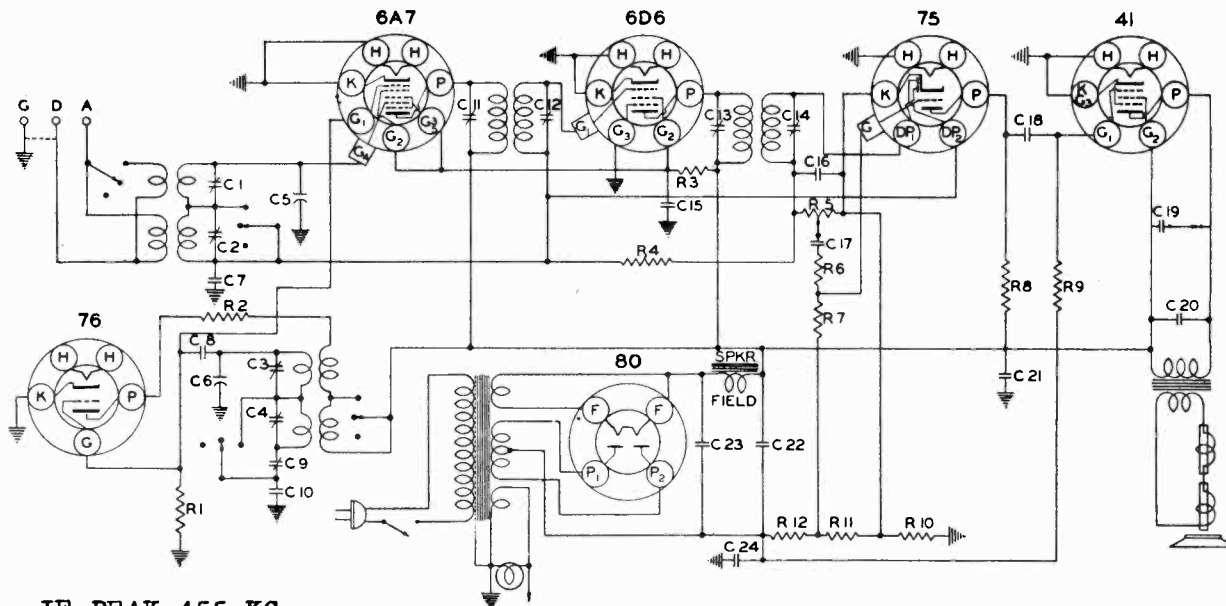 6A7 6D6 75 41
H H H H H H H H
K P K P K P K G3 P
G1 G2 G3 5 G4
G G3 G2
G DP1 DP2
G1 G2
G D A
C11 C12 C13 C14 C18
C16
R3
C1 C5 C15 R5 C19
C2 C17
C7 R4 R6
R8 R9
R2 R7
76 C20
H H C8 C3 80 SPKR
K P C6 FIELD C21
C4 F F
G C23 C22
C9 P1 P2
C10
R1
R12 R11 R10
C24
IF PEAK 455 KC